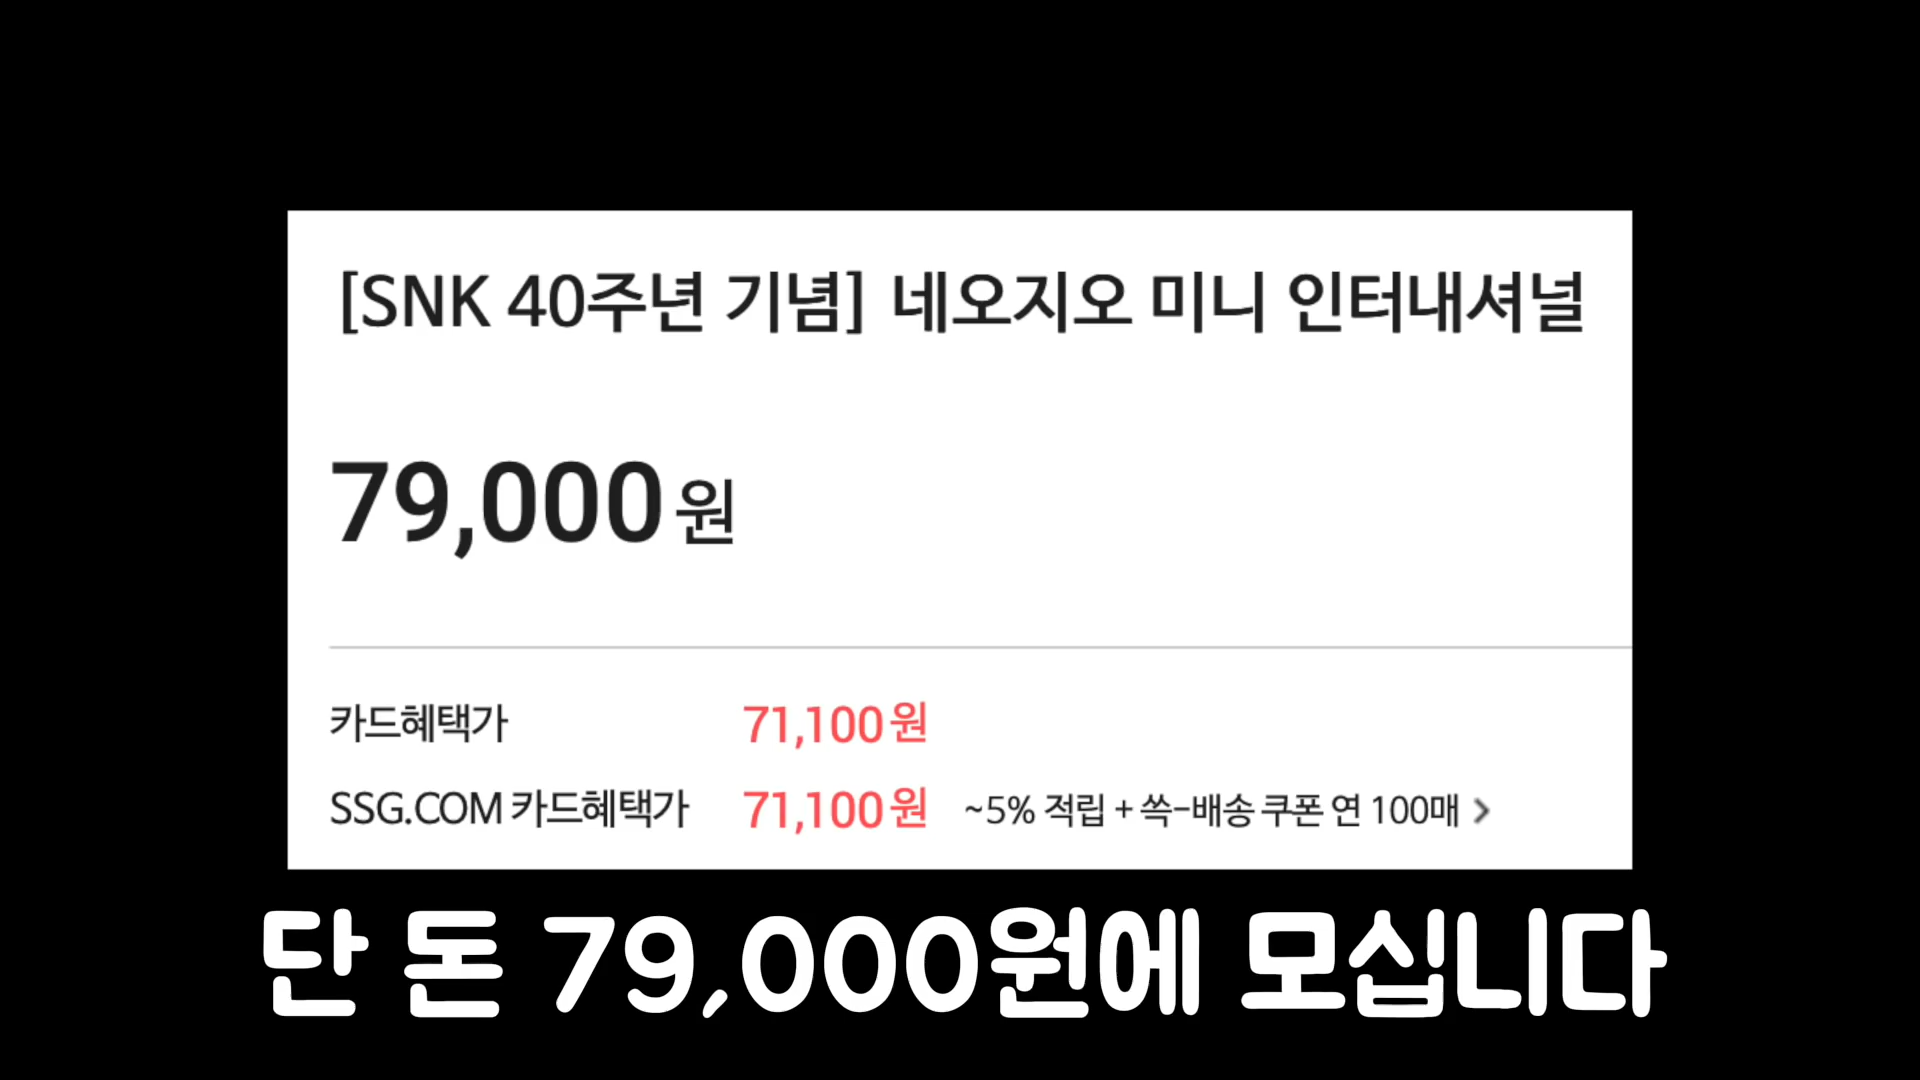 [SNK 40주년 기념] 네오지오 미니 인터내셔널
79,000원
카드혜택가 71,100원
SSG.COM 카드혜택가 71,100원 ~5% 적립 + 쓱-배송 쿠폰 연 100매 >
단 돈 79,000원에 모십니다